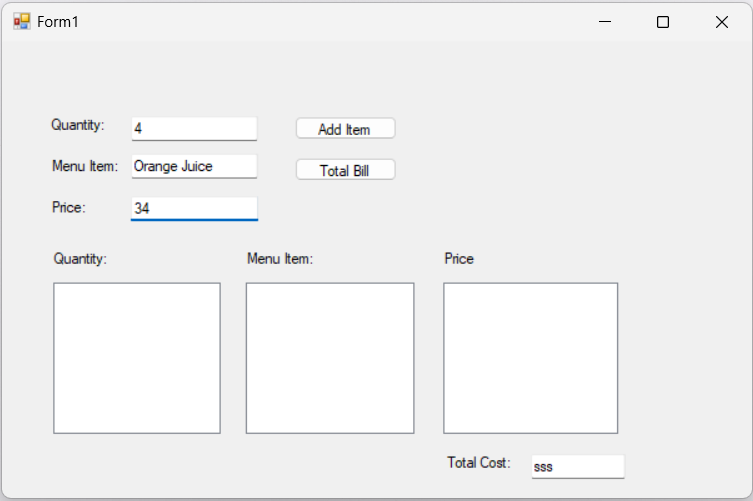 Form1
Quantity: 4 Add Item
Menu Item: Orange Juice Total Bill
Price: 34
Quantity: Menu Item: Price
Total Cost: sss